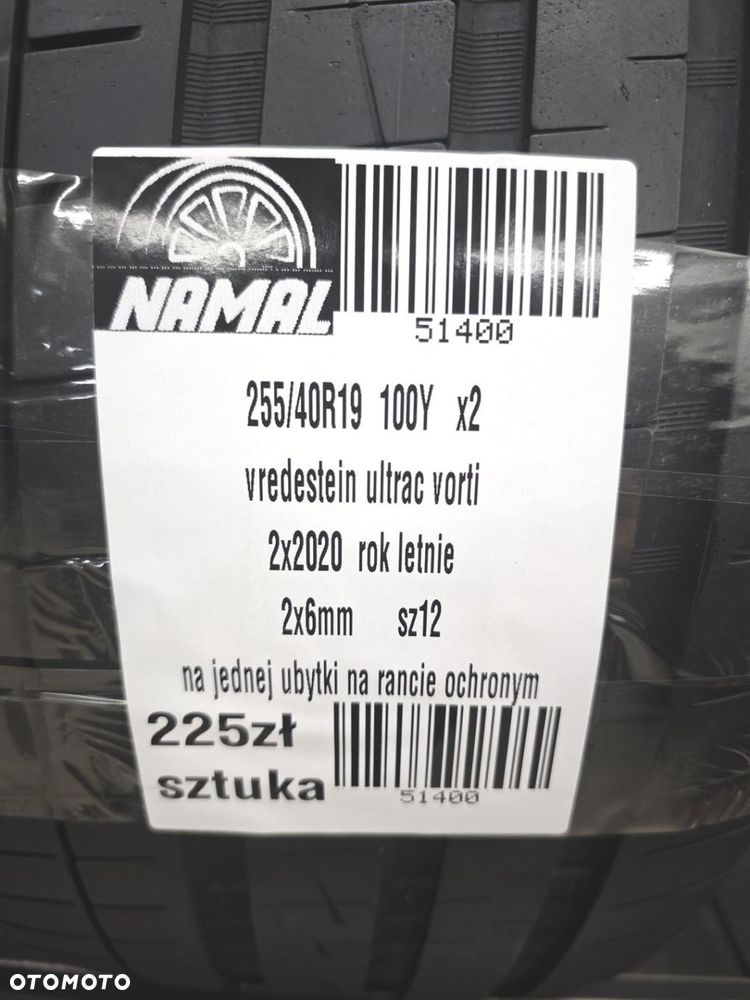 NAMAL
51400
255/40R19 100Y x2
vredestein ultrac vorti
2x2020 rok letnie
2x6mm sz12
na jednej ubytki na rancie ochronym
225zł
sztuka
51400
OTOMOTO